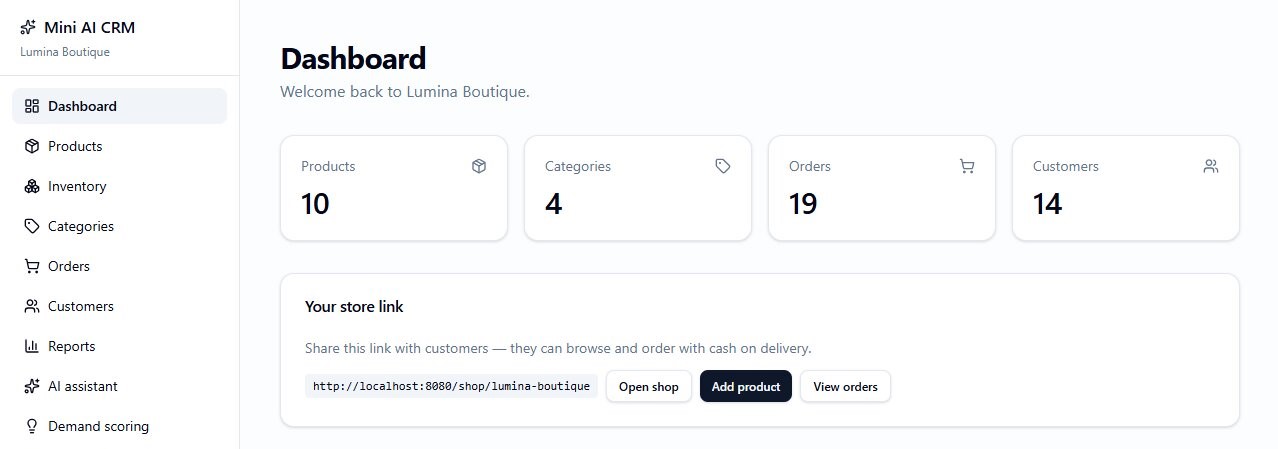 Mini AI CRM
Lumina Boutique
Dashboard
Products
Inventory
Categories
Orders
Customers
Reports
AI assistant
Demand scoring
Dashboard
Welcome back to Lumina Boutique.
Products
10
Categories
4
Orders
19
Customers
14
Your store link
Share this link with customers — they can browse and order with cash on delivery.
http://localhost:8080/shop/lumina-boutique Open shop Add product View orders